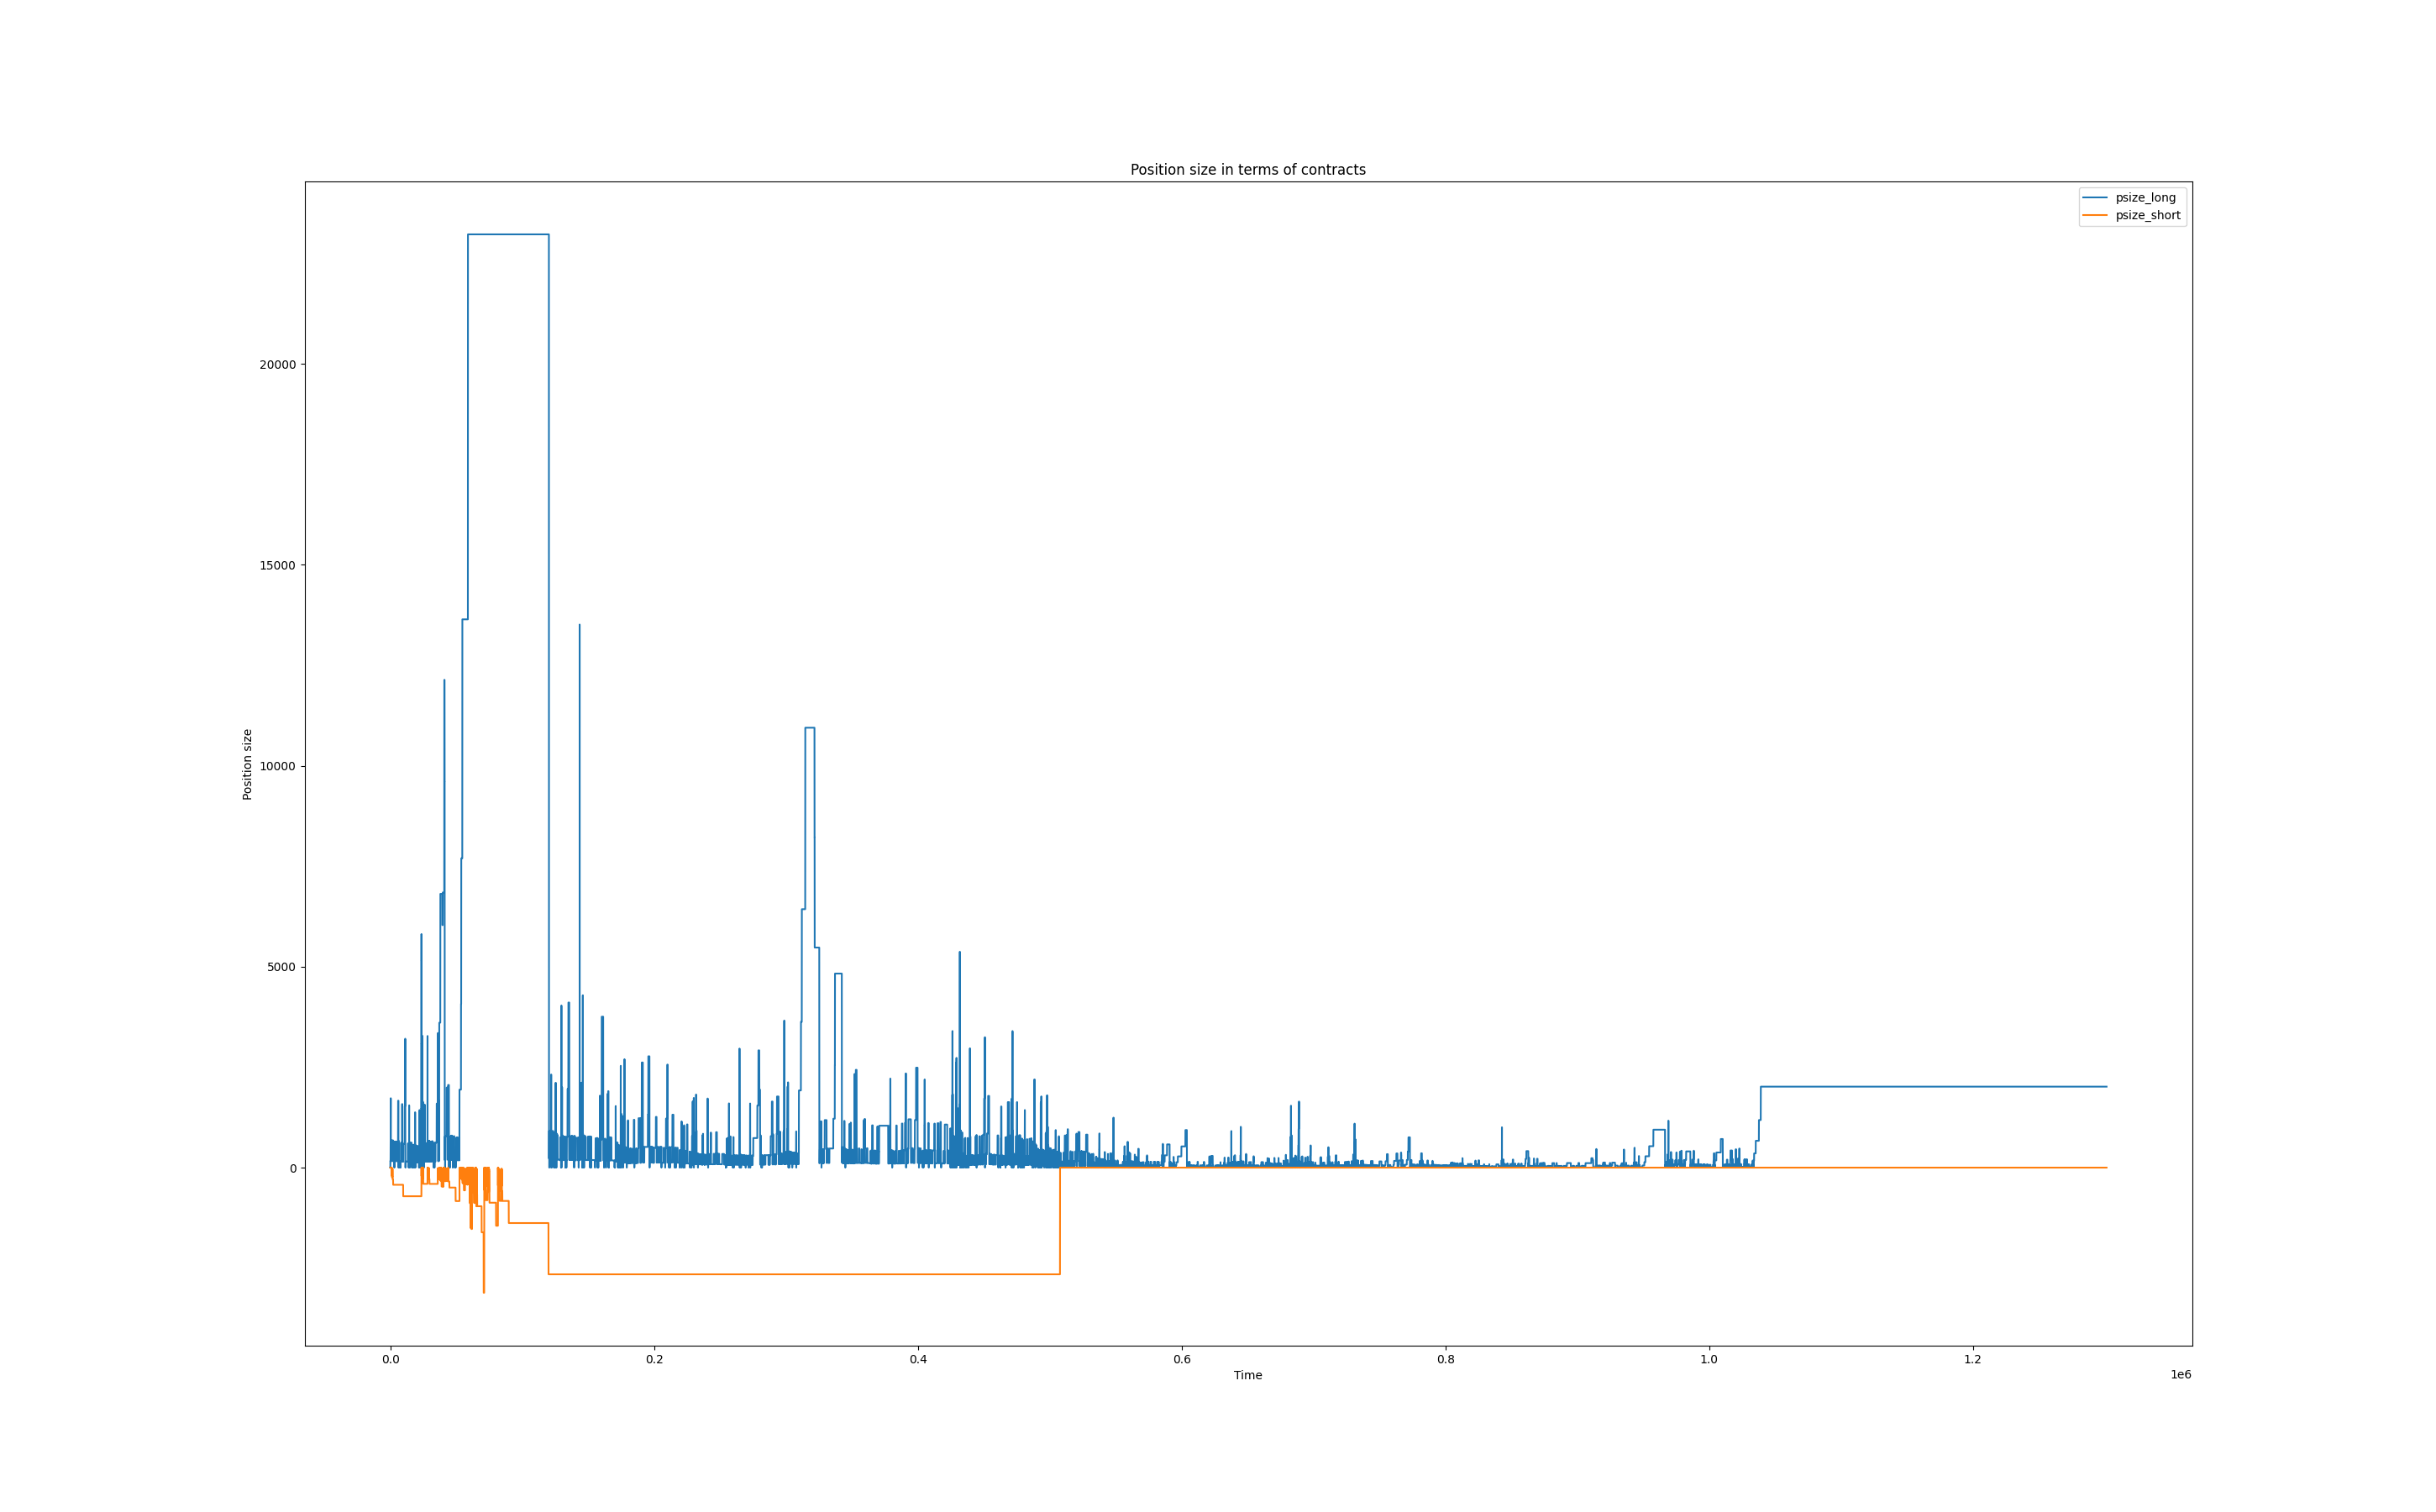 Position size in terms of contracts
psize_long
psize_short
Position size
20000
15000
10000
5000
0
0.0 0.2 0.4 0.6 0.8 1.0 1.2
Time
1e6